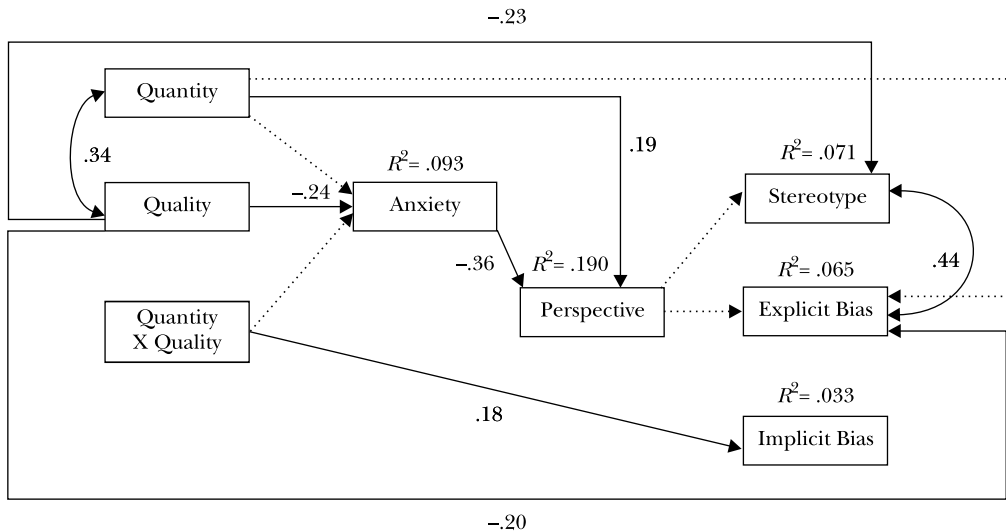 –.23
Quantity
.34
.19
R² = .093
R² = .071
Quality
–.24
Anxiety
Stereotype
–.36
R² = .190
R² = .065
.44
Quantity
X Quality
Perspective
Explicit Bias
R² = .033
.18
Implicit Bias
–.20